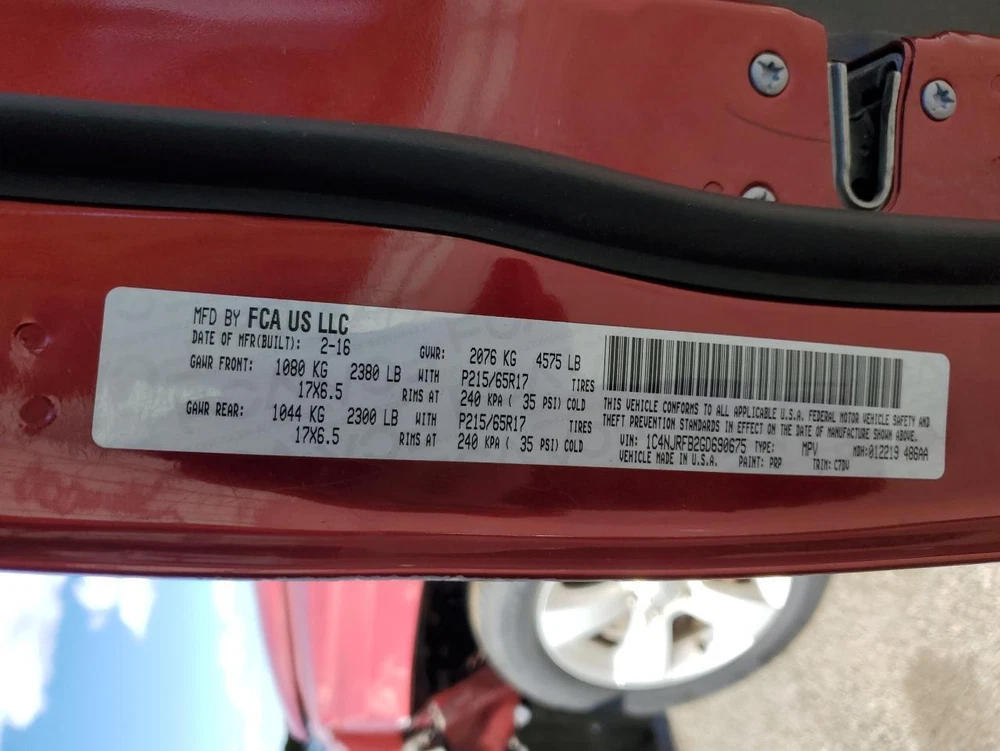 MFD BY FCA US LLC
DATE OF MFR(BUILT): 2-16 GVWR: 2076 KG 4575 LB
GAWR FRONT: 1080 KG 2380 LB WITH P215/65R17 TIRES
17X6.5 RIMS AT 240 KPA ( 35 PSI) COLD
GAWR REAR: 1044 KG 2300 LB WITH P215/65R17 TIRES
17X6.5 RIMS AT 240 KPA ( 35 PSI) COLD
THIS VEHICLE CONFORMS TO ALL APPLICABLE U.S.A. FEDERAL MOTOR VEHICLE SAFETY AND
THEFT PREVENTION STANDARDS IN EFFECT ON THE DATE OF MANUFACTURE SHOWN ABOVE.
VIN: 1C4NJRFB2GD690675 TYPE: MPV MDH:012219 486AA
VEHICLE MADE IN U.S.A. PAINT: PRP TRIM: C7DV